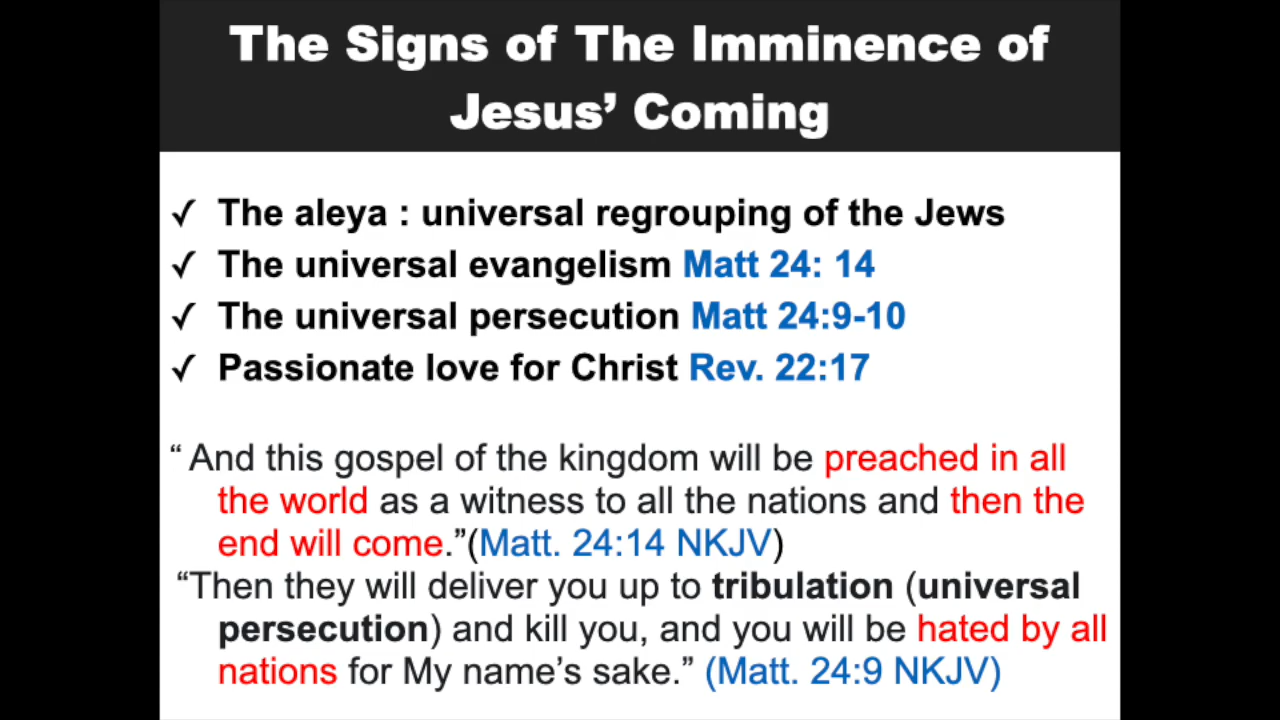 The Signs of The Imminence of
Jesus’ Coming
✓ The aleya : universal regrouping of the Jews
✓ The universal evangelism Matt 24: 14
✓ The universal persecution Matt 24:9-10
✓ Passionate love for Christ Rev. 22:17
“ And this gospel of the kingdom will be preached in all
the world as a witness to all the nations and then the
end will come.”(Matt. 24:14 NKJV)
“Then they will deliver you up to tribulation (universal
persecution) and kill you, and you will be hated by all
nations for My name’s sake.” (Matt. 24:9 NKJV)